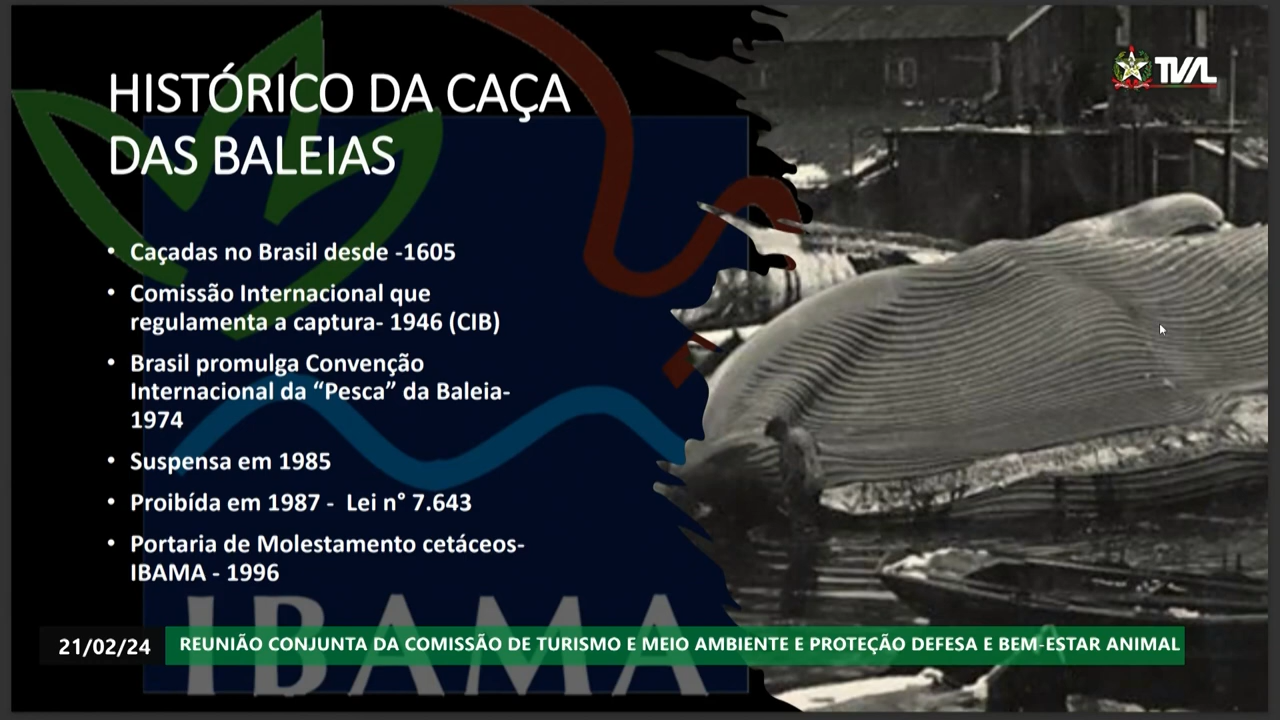 HISTÓRICO DA CAÇA
DAS BALEIAS
TVAL
• Caçadas no Brasil desde -1605
• Comissão Internacional que
regulamenta a captura- 1946 (CIB)
• Brasil promulga Convenção
Internacional da “Pesca” da Baleia-
1974
• Suspensa em 1985
• Proibída em 1987 - Lei n° 7.643
• Portaria de Molestamento cetáceos-
IBAMA - 1996
IBAMA
21/02/24
REUNIÃO CONJUNTA DA COMISSÃO DE TURISMO E MEIO AMBIENTE E PROTEÇÃO DEFESA E BEM-ESTAR ANIMAL